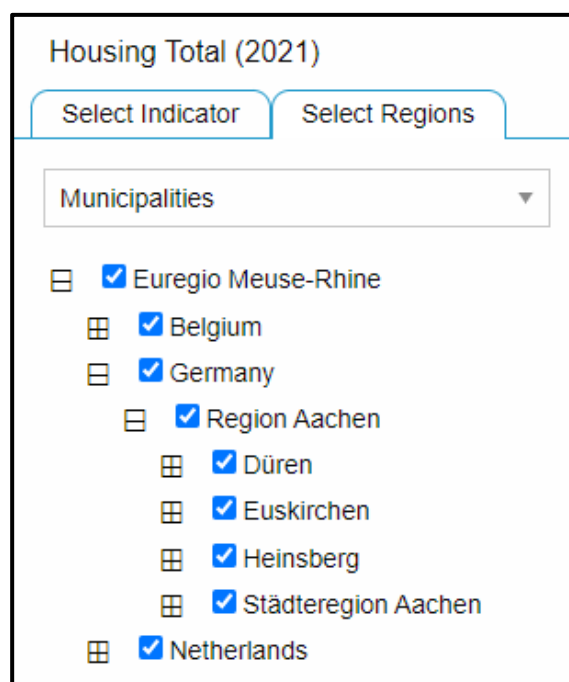 Housing Total (2021)
Select Indicator
Select Regions
Municipalities
Euregio Meuse-Rhine
Belgium
Germany
Region Aachen
Düren
Euskirchen
Heinsberg
Städteregion Aachen
Netherlands